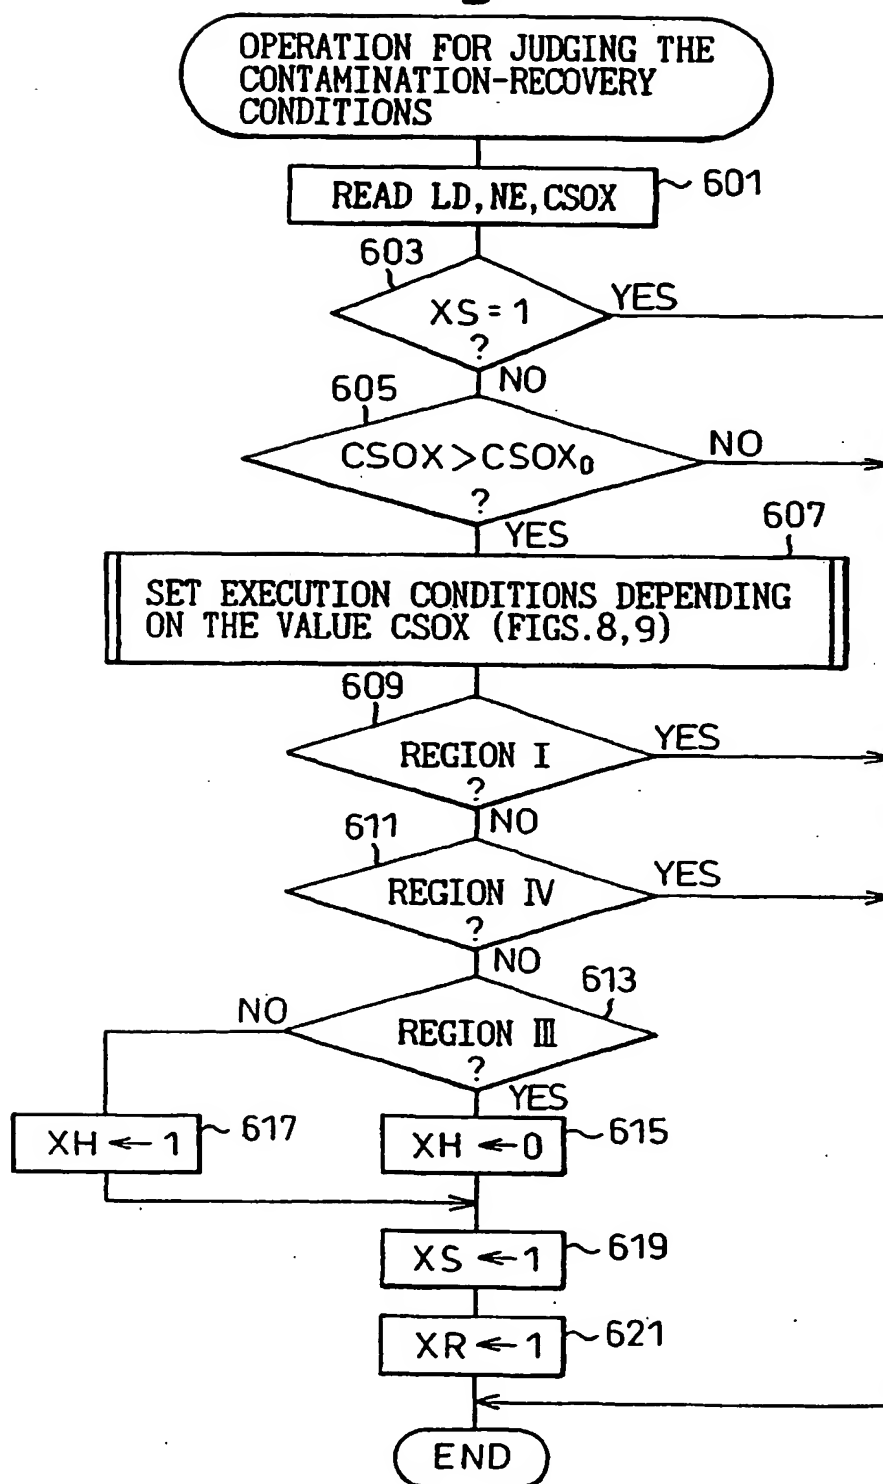 OPERATION FOR JUDGING THE
CONTAMINATION-RECOVERY
CONDITIONS
READ LD,NE,CSOX
601
603
XS=1
?
YES
NO
605
CSOX>CSOX₀
?
NO
YES
607
SET EXECUTION CONDITIONS DEPENDING
ON THE VALUE CSOX (FIGS.8,9)
609
REGION I
?
YES
NO
611
REGION IV
?
YES
NO
613
REGION III
?
NO
YES
XH←1
617
XH←0
615
XS←1
619
XR←1
621
END